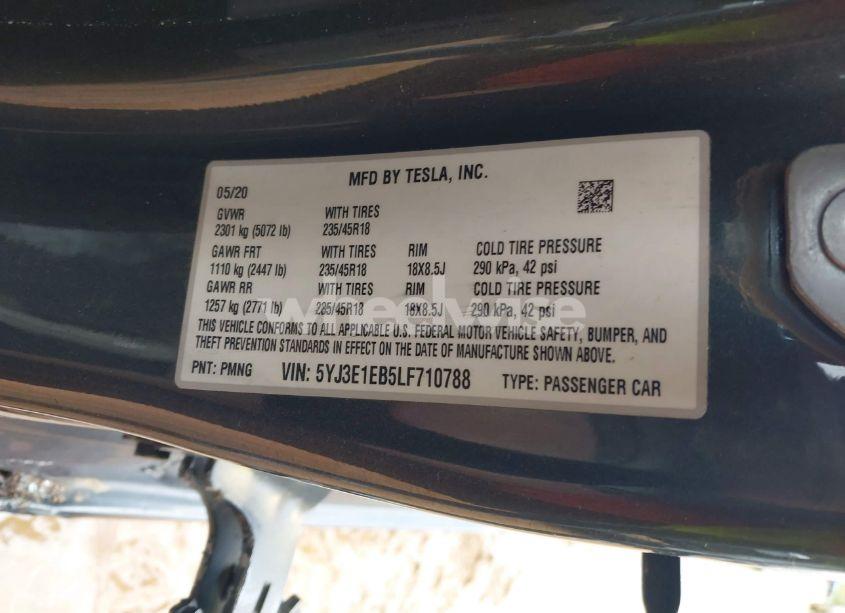 MFD BY TESLA, INC.
05/20
GVWR WITH TIRES
2301 kg (5072 lb) 235/45R18
GAWR FRT WITH TIRES RIM COLD TIRE PRESSURE
1110 kg (2447 lb) 235/45R18 18X8.5J 290 kPa, 42 psi
GAWR RR WITH TIRES RIM COLD TIRE PRESSURE
1257 kg (2771 lb) 235/45R18 18X8.5J 290 kPa, 42 psi
THIS VEHICLE CONFORMS TO ALL APPLICABLE U.S. FEDERAL MOTOR VEHICLE SAFETY, BUMPER, AND
THEFT PREVENTION STANDARDS IN EFFECT ON THE DATE OF MANUFACTURE SHOWN ABOVE.
PNT: PMNG VIN: 5YJ3E1EB5LF710788 TYPE: PASSENGER CAR